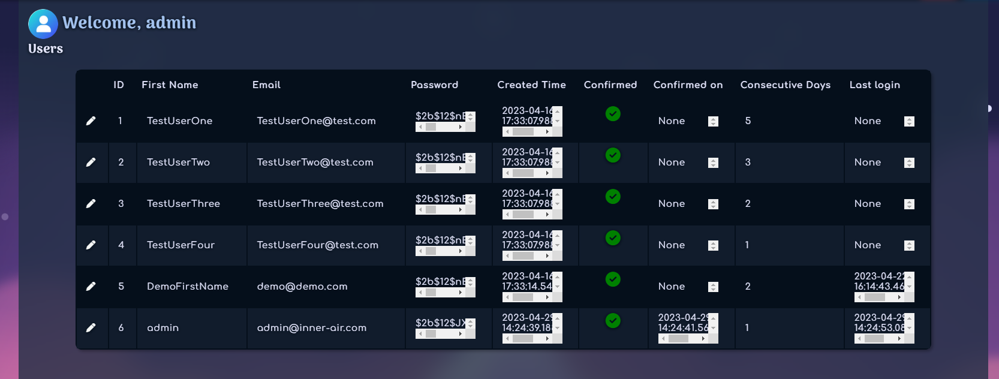 Welcome, admin
Users
ID First Name Email Password Created Time Confirmed Confirmed on Consecutive Days Last login
1 TestUserOne TestUserOne@test.com $2b$12$nE 2023-04-16 17:33:07.988 None 5 None
2 TestUserTwo TestUserTwo@test.com $2b$12$nE 2023-04-16 17:33:07.988 None 3 None
3 TestUserThree TestUserThree@test.com $2b$12$nE 2023-04-16 17:33:07.988 None 2 None
4 TestUserFour TestUserFour@test.com $2b$12$nE 2023-04-16 17:33:07.988 None 1 None
5 DemoFirstName demo@demo.com $2b$12$nE 2023-04-16 17:33:14.54 None 2 2023-04-22 16:14:43.46
6 admin admin@inner-air.com $2b$12$JX 2023-04-29 14:24:39.18 2023-04-29 14:24:41.56 1 2023-04-29 14:24:53.08